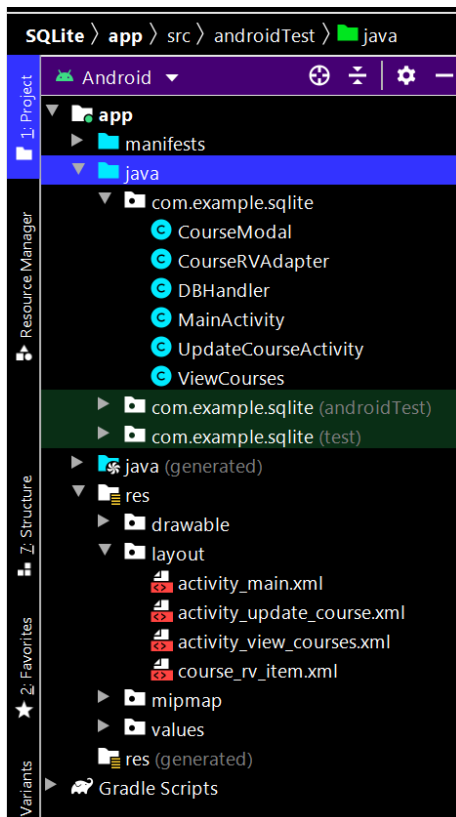 SQLite 〉 app 〉 src 〉 androidTest 〉 java
Android
app
manifests
java
com.example.sqlite
CourseModal
CourseRVAdapter
DBHandler
MainActivity
UpdateCourseActivity
ViewCourses
com.example.sqlite (androidTest)
com.example.sqlite (test)
java (generated)
res
drawable
layout
activity_main.xml
activity_update_course.xml
activity_view_courses.xml
course_rv_item.xml
mipmap
values
res (generated)
Gradle Scripts
1: Project
Resource Manager
7: Structure
2: Favorites
Variants